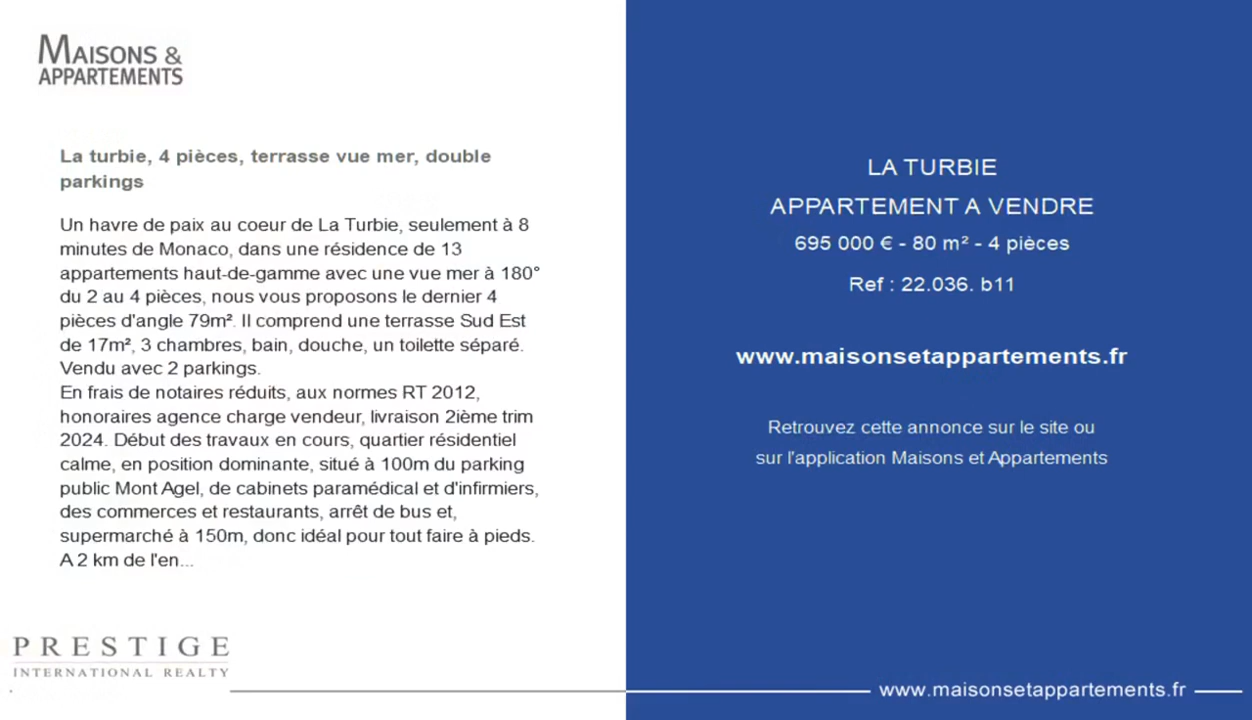 MAISONS &
APPARTEMENTS
La turbie, 4 pièces, terrasse vue mer, double
parkings
Un havre de paix au coeur de La Turbie, seulement à 8
minutes de Monaco, dans une résidence de 13
appartements haut-de-gamme avec une vue mer à 180°
du 2 au 4 pièces, nous vous proposons le dernier 4
pièces d'angle 79m². Il comprend une terrasse Sud Est
de 17m², 3 chambres, bain, douche, un toilette séparé.
Vendu avec 2 parkings.
En frais de notaires réduits, aux normes RT 2012,
honoraires agence charge vendeur, livraison 2ième trim
2024. Début des travaux en cours, quartier résidentiel
calme, en position dominante, situé à 100m du parking
public Mont Agel, de cabinets paramédical et d'infirmiers,
des commerces et restaurants, arrêt de bus et,
supermarché à 150m, donc idéal pour tout faire à pieds.
A 2 km de l'en...
PRESTIGE
INTERNATIONAL REALTY
LA TURBIE
APPARTEMENT A VENDRE
695 000 € - 80 m² - 4 pièces
Ref : 22.036. b11
www.maisonsetappartements.fr
Retrouvez cette annonce sur le site ou
sur l'application Maisons et Appartements
www.maisonsetappartements.fr